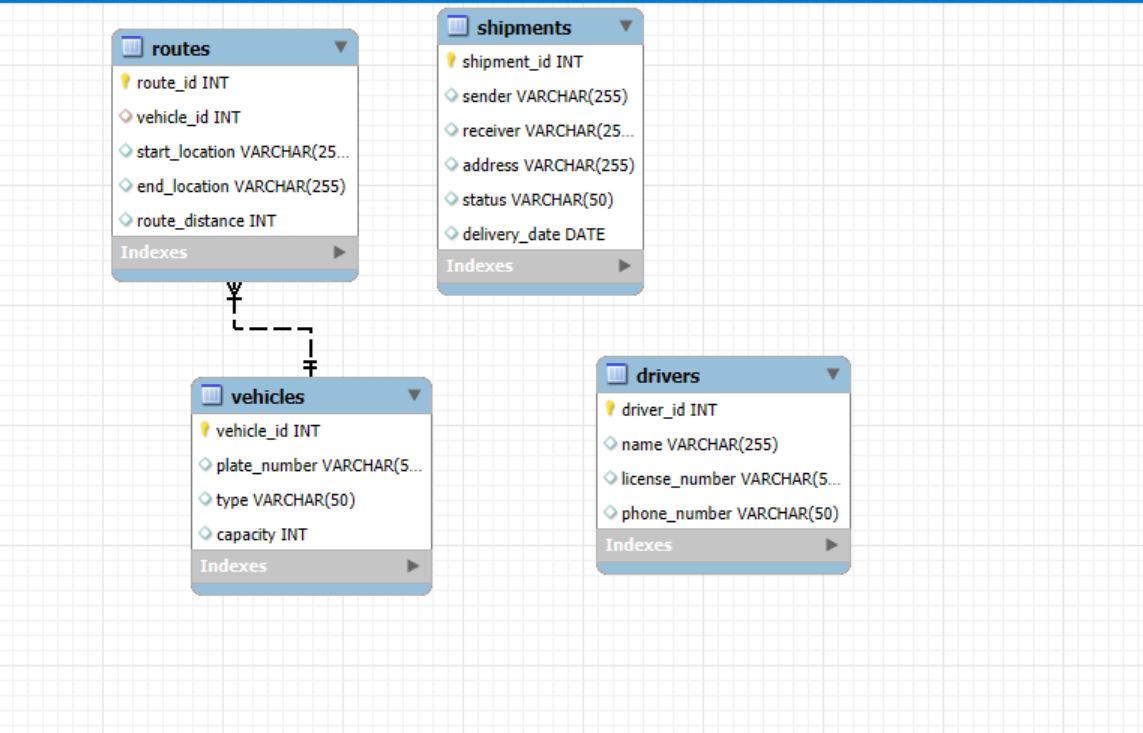 routes
route_id INT
vehicle_id INT
start_location VARCHAR(25...
end_location VARCHAR(255)
route_distance INT
Indexes
shipments
shipment_id INT
sender VARCHAR(255)
receiver VARCHAR(25...
address VARCHAR(255)
status VARCHAR(50)
delivery_date DATE
Indexes
vehicles
vehicle_id INT
plate_number VARCHAR(5...
type VARCHAR(50)
capacity INT
Indexes
drivers
driver_id INT
name VARCHAR(255)
license_number VARCHAR(5...
phone_number VARCHAR(50)
Indexes